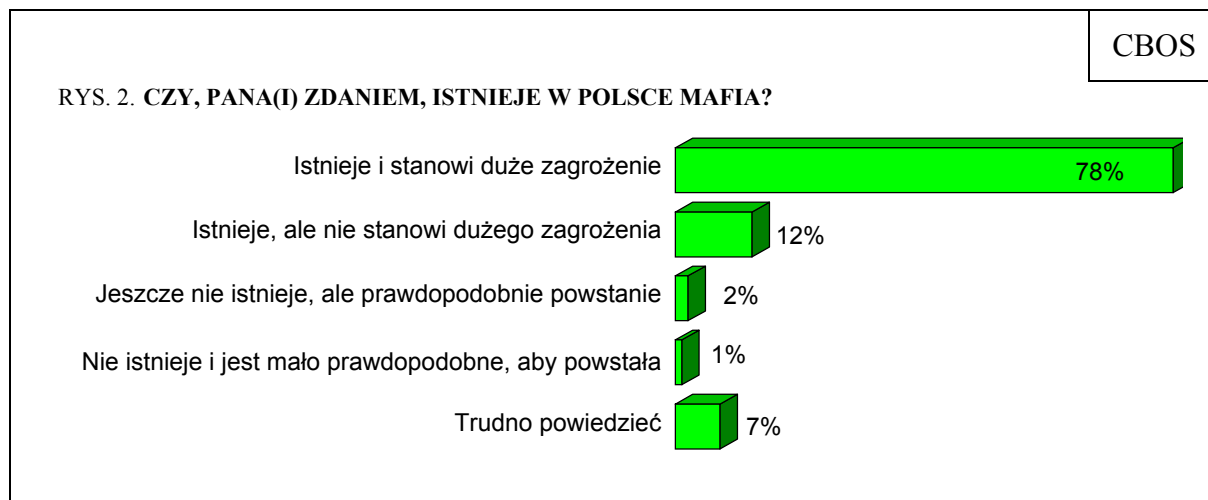 CBOS
RYS. 2. CZY, PANA(I) ZDANIEM, ISTNIEJE W POLSCE MAFIA?
Istnieje i stanowi duże zagrożenie 78%
Istnieje, ale nie stanowi dużego zagrożenia 12%
Jeszcze nie istnieje, ale prawdopodobnie powstanie 2%
Nie istnieje i jest mało prawdopodobne, aby powstała 1%
Trudno powiedzieć 7%